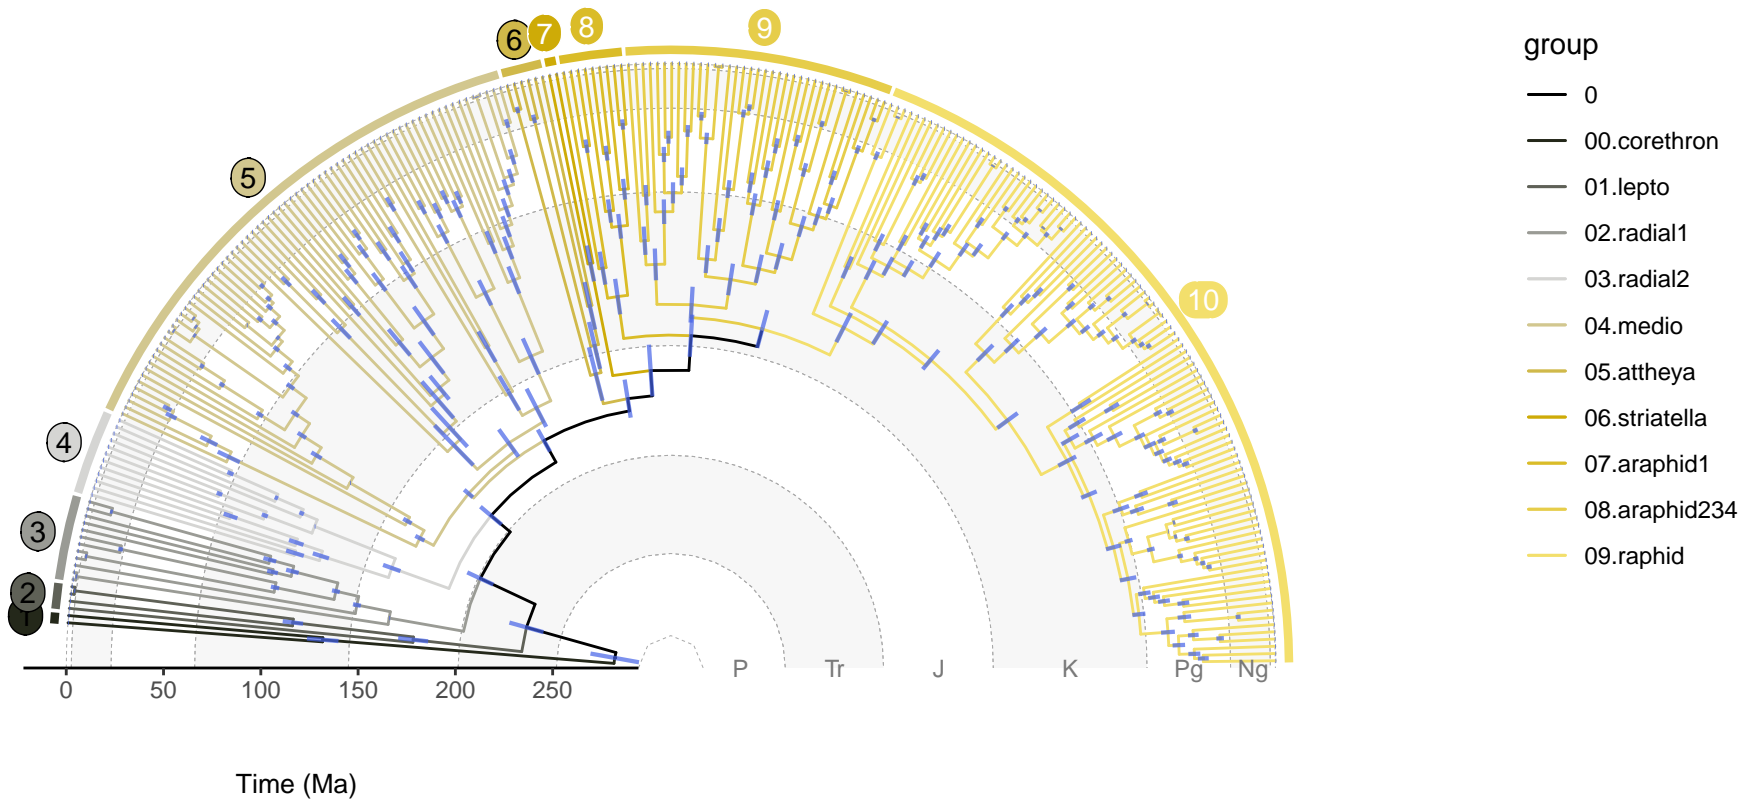 6 7 8 9
5
10
4
3
2
1
P Tr J K Pg Ng
0 50 100 150 200 250
Time (Ma)
group
0
00.corethron
01.lepto
02.radial1
03.radial2
04.medio
05.attheya
06.striatella
07.araphid1
08.araphid234
09.raphid